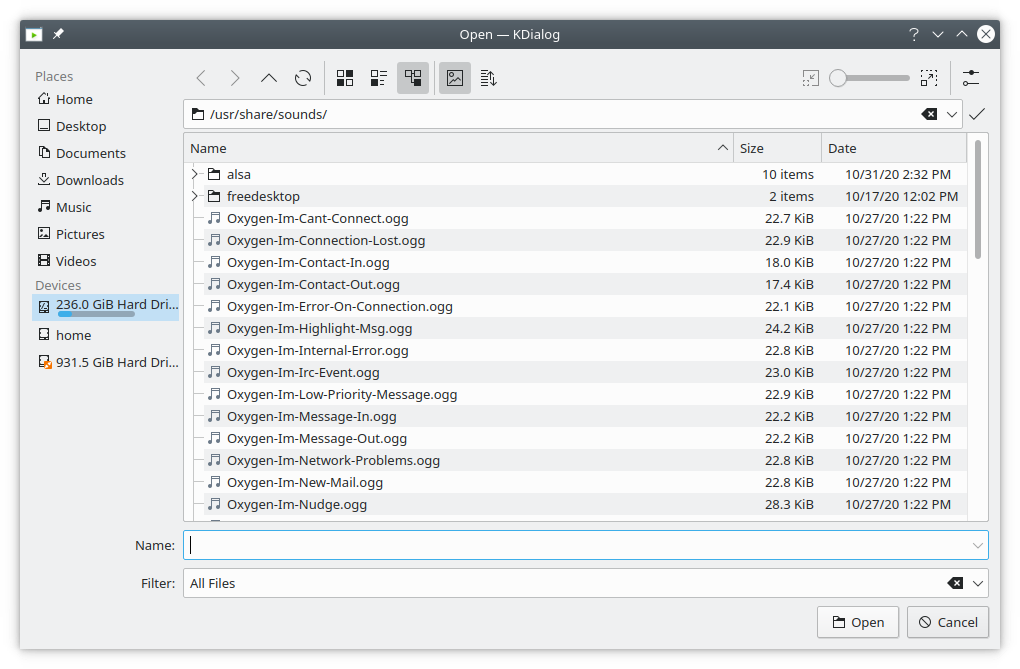 Open — KDialog
Places
Home
Desktop
Documents
Downloads
Music
Pictures
Videos
Devices
236.0 GiB Hard Dri...
home
931.5 GiB Hard Dri...
/usr/share/sounds/
Name Size Date
alsa 10 items 10/31/20 2:32 PM
freedesktop 2 items 10/17/20 12:02 PM
Oxygen-Im-Cant-Connect.ogg 22.7 KiB 10/27/20 1:22 PM
Oxygen-Im-Connection-Lost.ogg 22.9 KiB 10/27/20 1:22 PM
Oxygen-Im-Contact-In.ogg 18.0 KiB 10/27/20 1:22 PM
Oxygen-Im-Contact-Out.ogg 17.4 KiB 10/27/20 1:22 PM
Oxygen-Im-Error-On-Connection.ogg 22.1 KiB 10/27/20 1:22 PM
Oxygen-Im-Highlight-Msg.ogg 24.2 KiB 10/27/20 1:22 PM
Oxygen-Im-Internal-Error.ogg 22.8 KiB 10/27/20 1:22 PM
Oxygen-Im-Irc-Event.ogg 23.0 KiB 10/27/20 1:22 PM
Oxygen-Im-Low-Priority-Message.ogg 22.9 KiB 10/27/20 1:22 PM
Oxygen-Im-Message-In.ogg 22.2 KiB 10/27/20 1:22 PM
Oxygen-Im-Message-Out.ogg 22.2 KiB 10/27/20 1:22 PM
Oxygen-Im-Network-Problems.ogg 22.8 KiB 10/27/20 1:22 PM
Oxygen-Im-New-Mail.ogg 22.8 KiB 10/27/20 1:22 PM
Oxygen-Im-Nudge.ogg 28.3 KiB 10/27/20 1:22 PM
Name:
Filter: All Files
Open Cancel